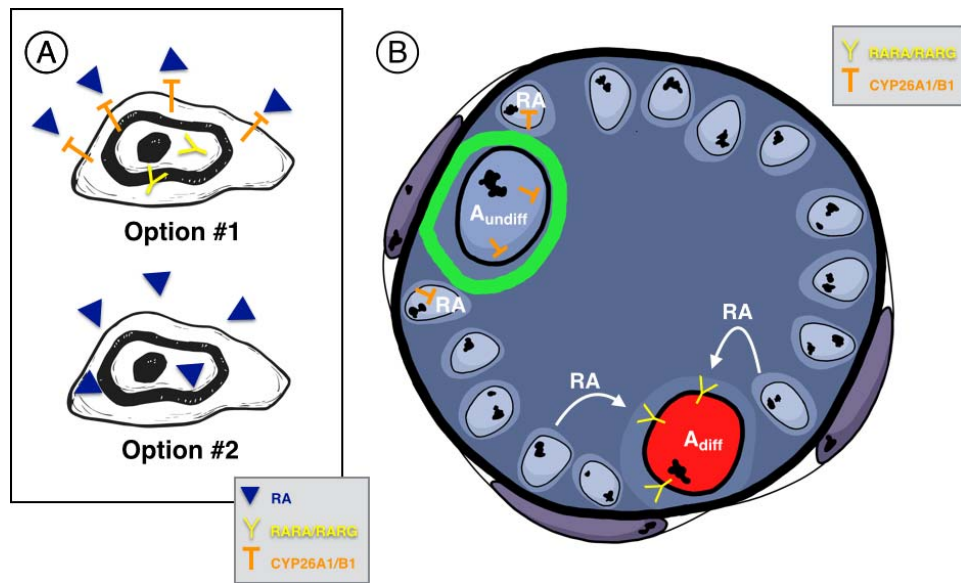 A
Option #1
Option #2
RA
RARA/RARG
CYP26A1/B1
B
RARA/RARG
CYP26A1/B1
RA
Aundiff
RA
RA
RA
Adiff